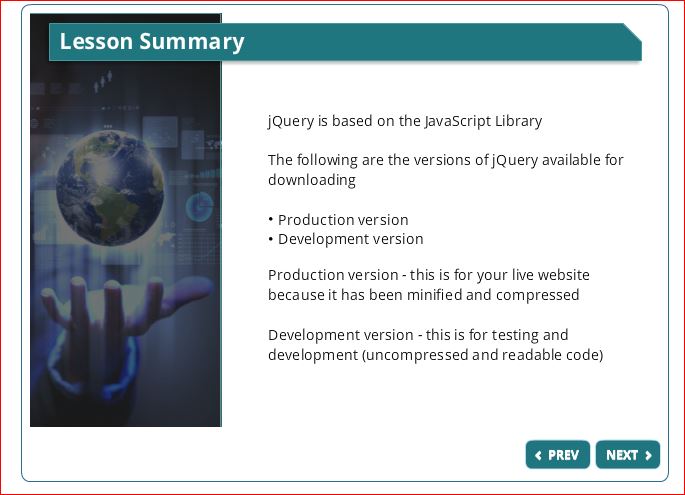 Lesson Summary
jQuery is based on the JavaScript Library
The following are the versions of jQuery available for
downloading
• Production version
• Development version
Production version - this is for your live website
because it has been minified and compressed
Development version - this is for testing and
development (uncompressed and readable code)
‹ PREV
NEXT ›